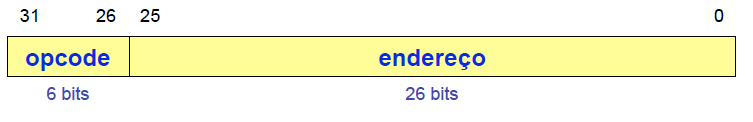 31 26 25 0
opcode endereço
6 bits 26 bits